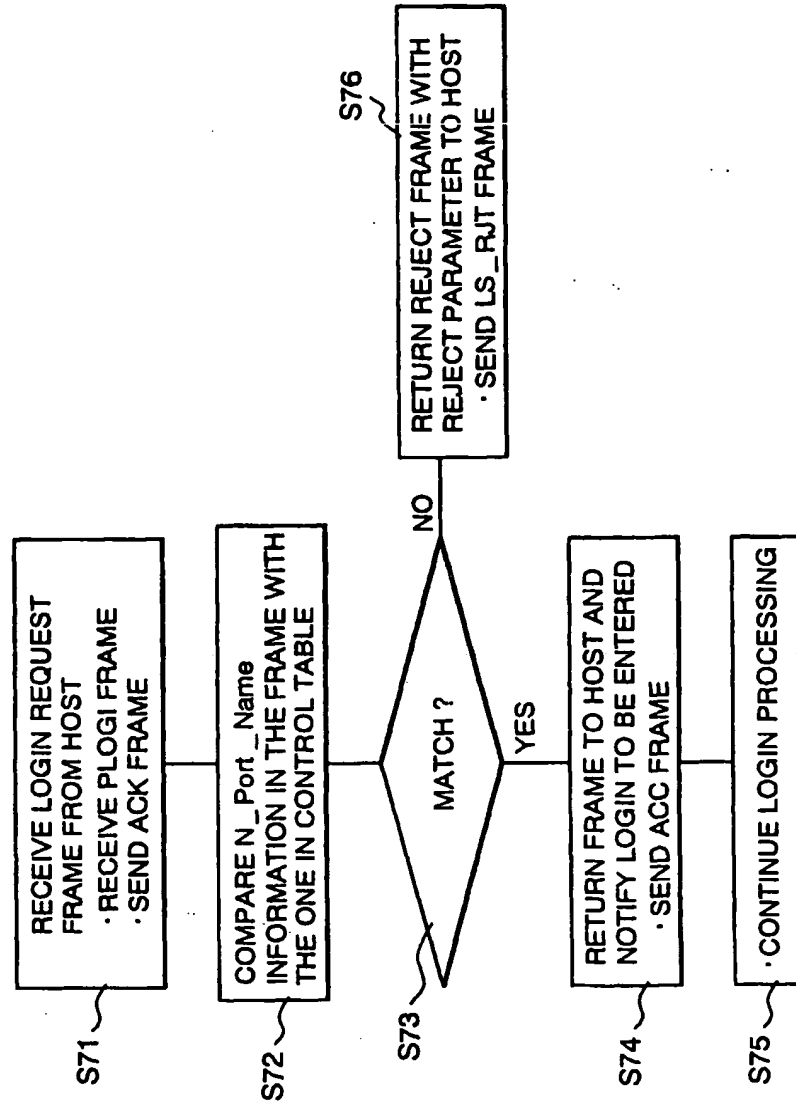 S71
RECEIVE LOGIN REQUEST
FRAME FROM HOST
· RECEIVE PLOGI FRAME
· SEND ACK FRAME
S72
COMPARE N_Port_Name
INFORMATION IN THE FRAME WITH
THE ONE IN CONTROL TABLE
S73
MATCH ?
NO
S76
RETURN REJECT FRAME WITH
REJECT PARAMETER TO HOST
· SEND LS_RJT FRAME
YES
S74
RETURN FRAME TO HOST AND
NOTIFY LOGIN TO BE ENTERED
· SEND ACC FRAME
S75
· CONTINUE LOGIN PROCESSING